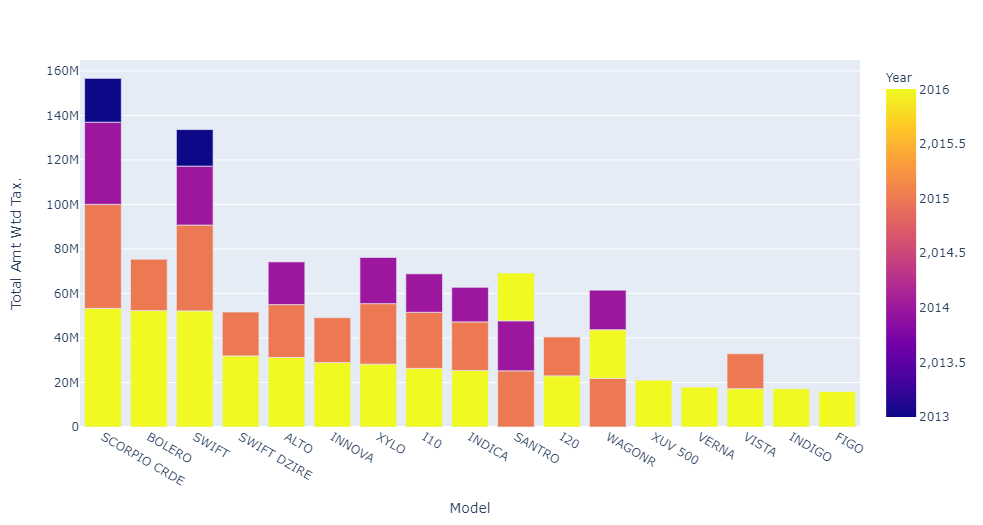 Year
2016
2,015.5
2015
2,014.5
2014
2,013.5
2013
160M
140M
120M
100M
80M
60M
40M
20M
0
Total Amt Wtd Tax.
SCORPIO CRDE
BOLERO
SWIFT
SWIFT DZIRE
ALTO
INNOVA
XYLO
I10
INDICA
SANTRO
I20
WAGONR
XUV 500
VERNA
VISTA
INDIGO
FIGO
Model